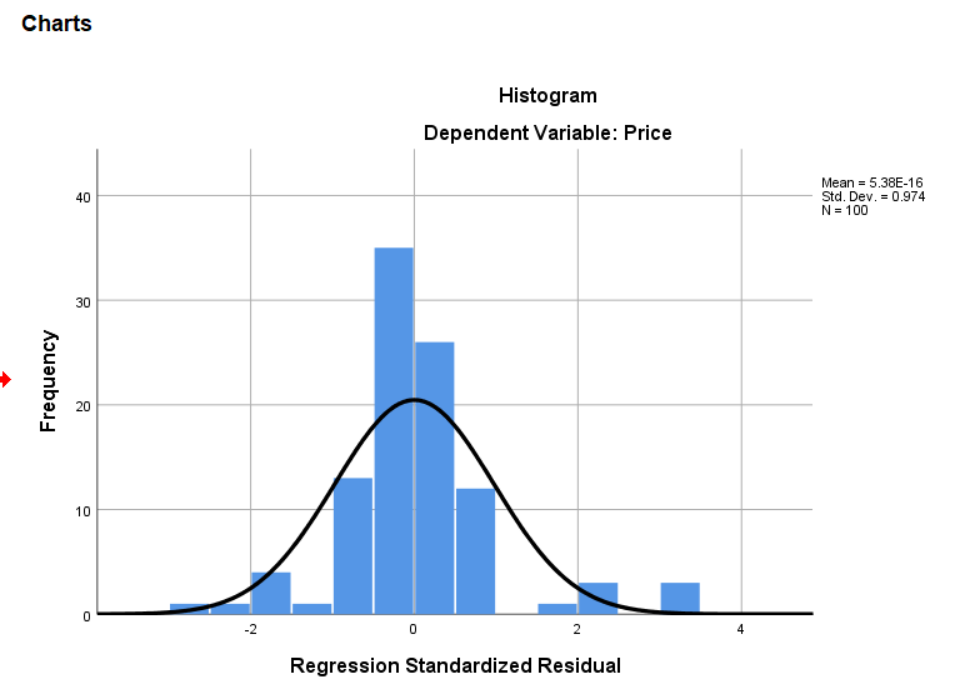 Charts
Histogram
Dependent Variable: Price
Mean = 5.38E-16
Std. Dev. = 0.974
N = 100
40
30
20
10
0
Frequency
-2
0
2
4
Regression Standardized Residual